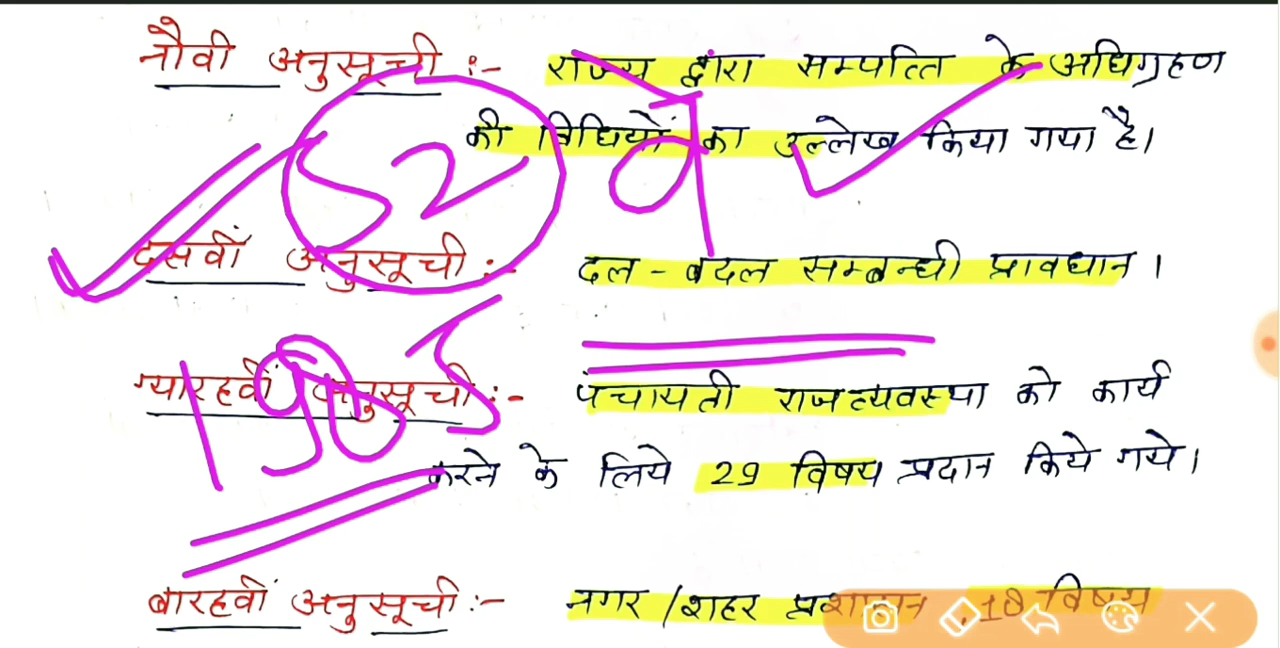 नौवी अनुसूची :- राज्य द्वारा सम्पत्ति के अधिग्रहण
की विधियों का उल्लेख किया गया है।
52 वां
दसवीं अनुसूची :- दल-बदल सम्बन्धी प्रावधान।
1985
ग्यारहवीं अनुसूची :- पंचायती राजव्यवस्था को कार्य
करने के लिये 29 विषय प्रदान किये गये।
बारहवीं अनुसूची :- नगर /शहर प्रशासन 18 विषय